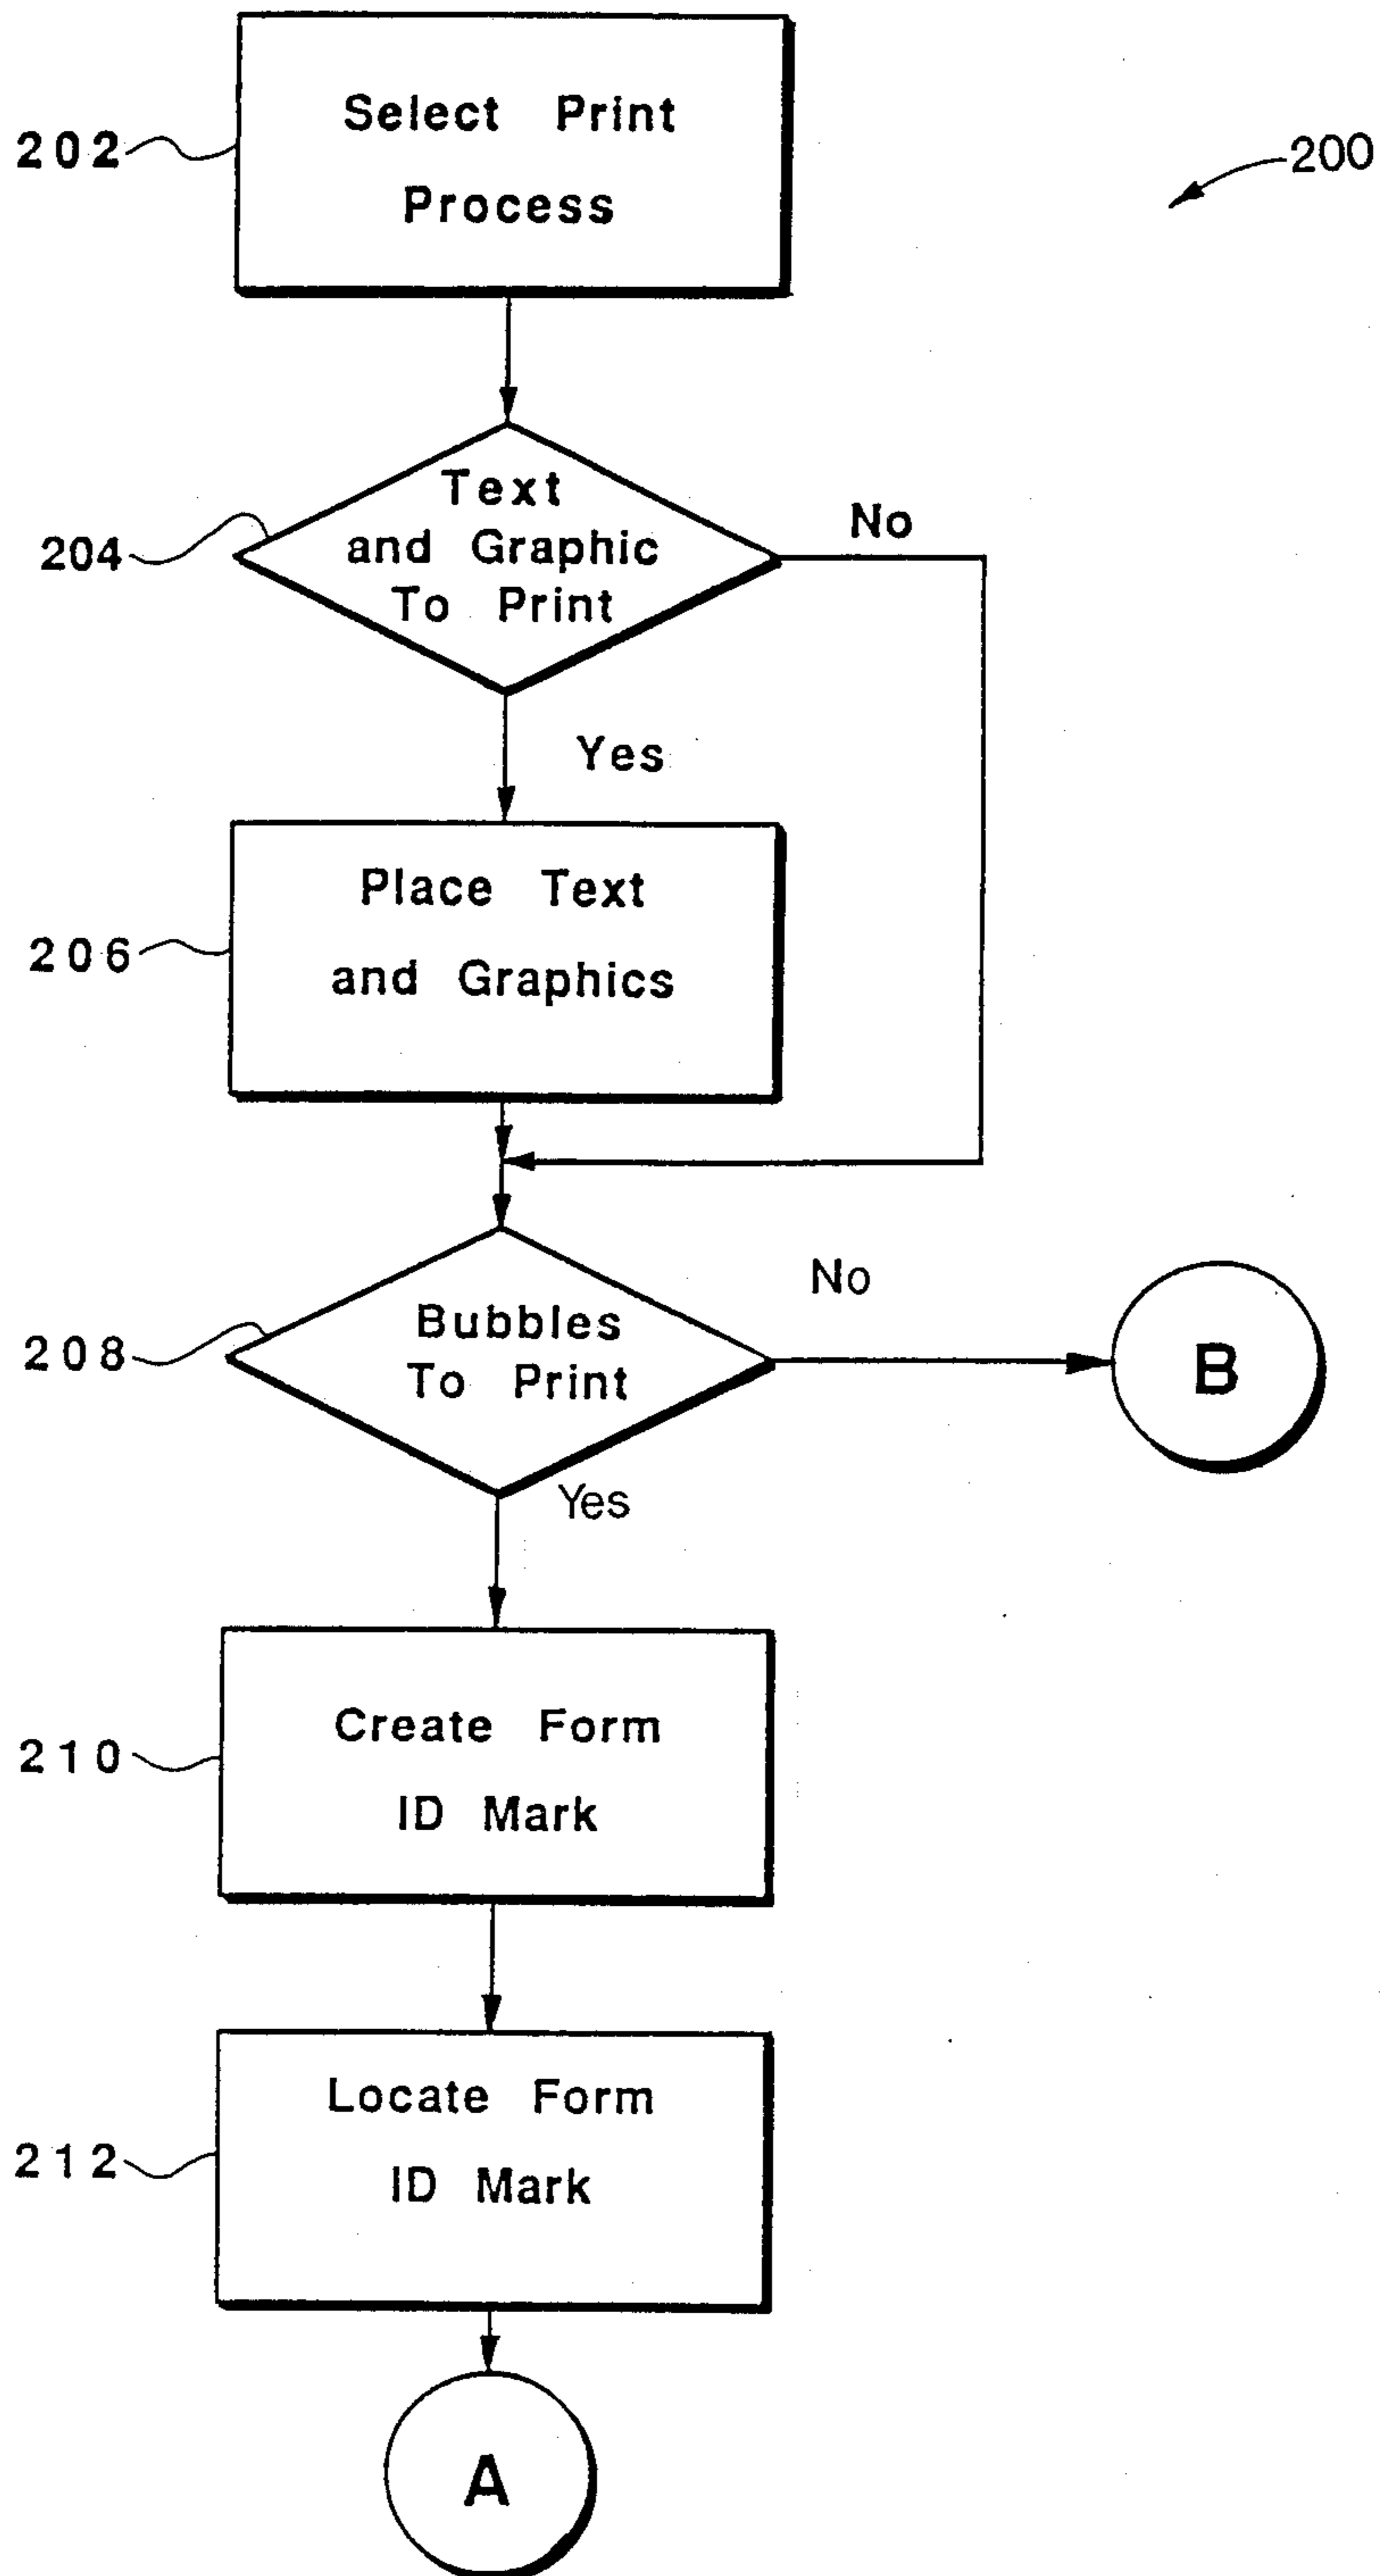 Select Print
Process
202
200
Text
and Graphic
To Print
204
No
Yes
Place Text
and Graphics
206
Bubbles
To Print
208
No
B
Yes
Create Form
ID Mark
210
Locate Form
ID Mark
212
A